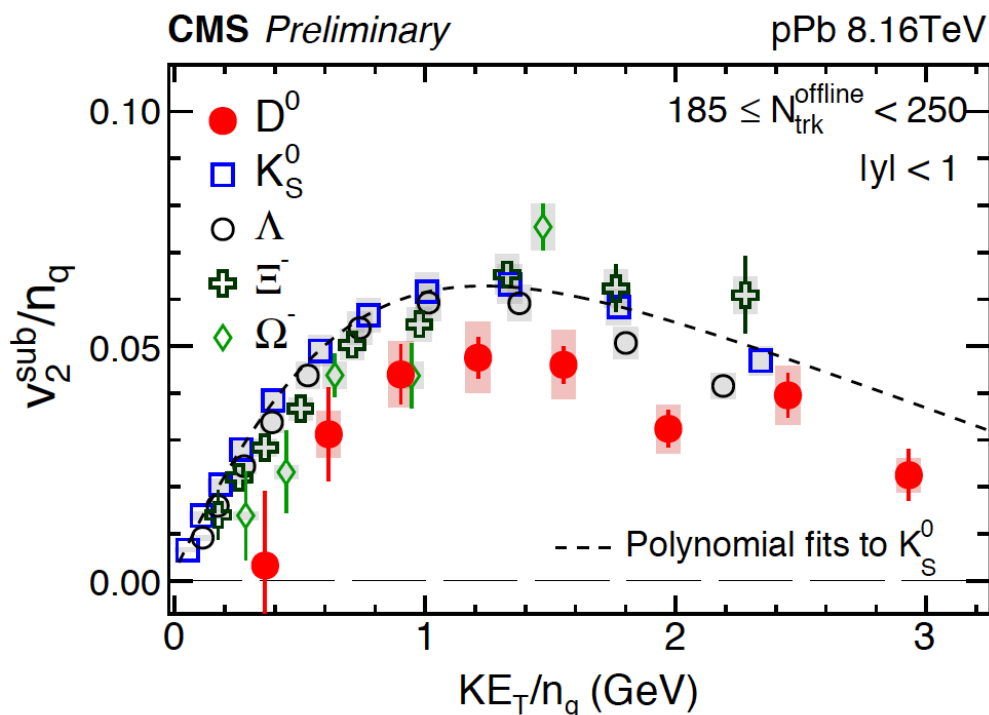 CMS Preliminary
pPb 8.16TeV
185 ≤ N_trk^offline < 250
|y| < 1
D⁰
K_S^0
Λ
Ξ⁻
Ω⁻
Polynomial fits to K_S^0
v_2^sub/n_q
0.10
0.05
0.00
0 1 2 3
KE_T/n_q (GeV)